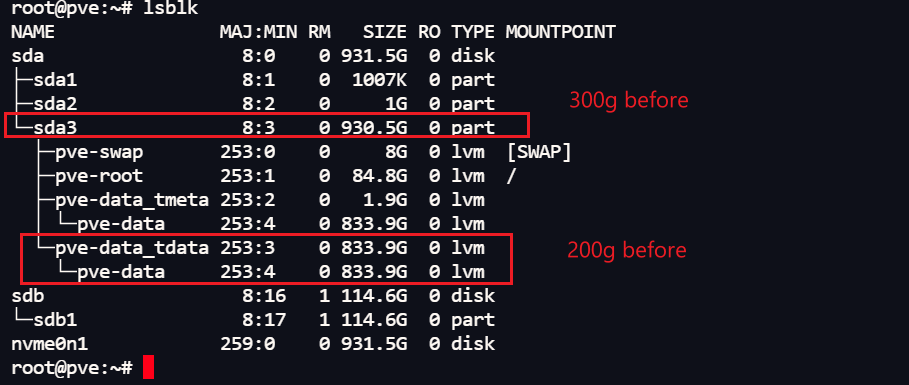 root@pve:~# lsblk
NAME MAJ:MIN RM SIZE RO TYPE MOUNTPOINT
sda 8:0 0 931.5G 0 disk
├─sda1 8:1 0 1007K 0 part
├─sda2 8:2 0 1G 0 part
300g before
└─sda3 8:3 0 930.5G 0 part
├─pve-swap 253:0 0 8G 0 lvm [SWAP]
├─pve-root 253:1 0 84.8G 0 lvm /
├─pve-data_tmeta 253:2 0 1.9G 0 lvm
│ └─pve-data 253:4 0 833.9G 0 lvm
└─pve-data_tdata 253:3 0 833.9G 0 lvm
200g before
└─pve-data 253:4 0 833.9G 0 lvm
sdb 8:16 1 114.6G 0 disk
└─sdb1 8:17 1 114.6G 0 part
nvme0n1 259:0 0 931.5G 0 disk
root@pve:~#